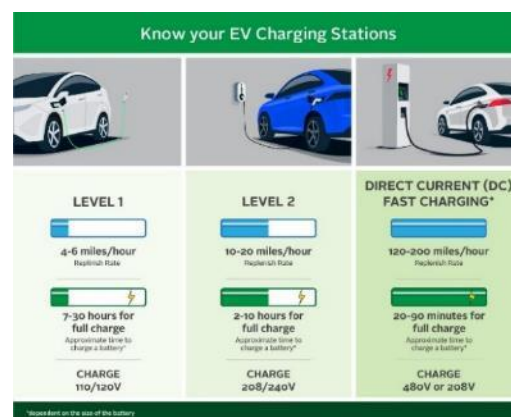 Know your EV Charging Stations
LEVEL 1
4-6 miles/hour
Replenish Rate
7-30 hours for
full charge
Approximate time to
charge a battery*
CHARGE
110/120V
LEVEL 2
10-20 miles/hour
Replenish Rate
2-10 hours for
full charge
Approximate time to
charge a battery*
CHARGE
208/240V
DIRECT CURRENT (DC)
FAST CHARGING*
120-200 miles/hour
Replenish Rate
20-90 minutes for
full charge
Approximate time to
charge a battery*
CHARGE
480V or 208V
*dependent on the size of the battery